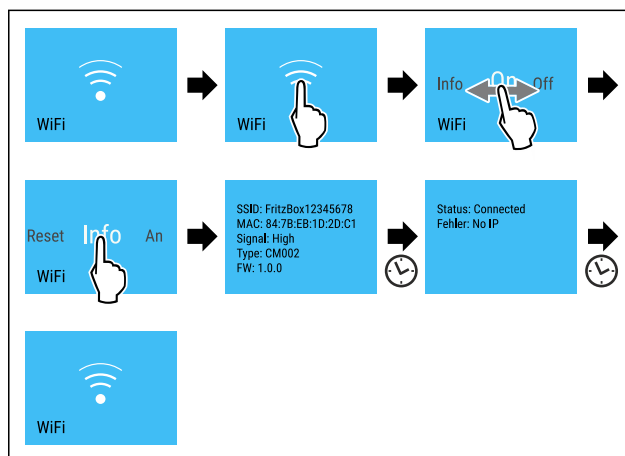 WiFi
WiFi
Info On Off
WiFi
Reset Info An
WiFi
SSID: FritzBox12345678
MAC: 84:7B:EB:1D:2D:C1
Signal: High
Type: CM002
FW: 1.0.0
Status: Connected
Fehler: No IP
WiFi